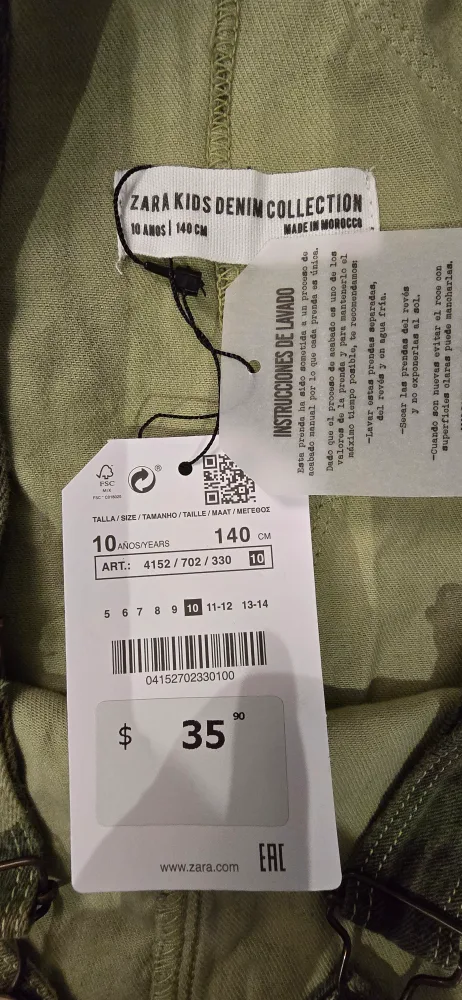 ZARA KIDS DENIM COLLECTION
10 AÑOS | 140 CM
MADE IN MOROCCO
INSTRUCCIONES DE LAVADO
Esta prenda ha sido sometida a un proceso de
acabado manual por lo que cada prenda es única.
Dado que el proceso de acabado es uno de los
valores de la prenda y para mantenerlo el
máximo tiempo posible, te recomendamos:
-Lavar estas prendas separadas,
del revés y en agua fría.
-Secar las prendas del revés
y no exponerlas al sol.
-Cuando son nuevas evitar el roce con
superficies claras puede mancharlas.
FSC
MIX
®
TALLA / SIZE / TAMANHO / TAILLE / MAAT / ΜΕΓΕΘΟΣ
10 AÑOS/YEARS 140 CM
ART.: 4152 / 702 / 330 10
5 6 7 8 9 10 11-12 13-14
04152702330100
$ 35 90
www.zara.com EAC